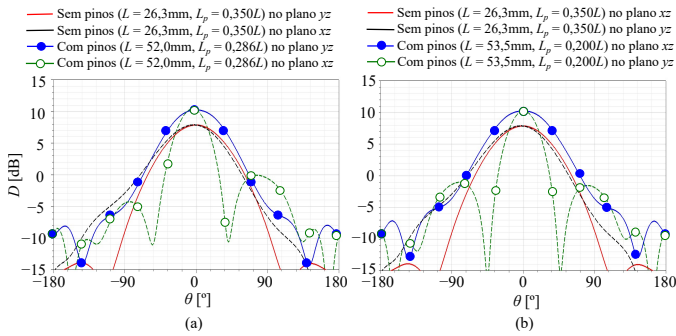 Sem pinos (L = 26,3mm, Lp = 0,350L) no plano yz
Sem pinos (L = 26,3mm, Lp = 0,350L) no plano xz
Com pinos (L = 52,0mm, Lp = 0,286L) no plano yz
Com pinos (L = 52,0mm, Lp = 0,286L) no plano xz
15
10
5
0
−5
−10
−15
D [dB]
−180
−90
0
90
180
θ [º]
(a)
Sem pinos (L = 26,3mm, Lp = 0,350L) no plano yz
Sem pinos (L = 26,3mm, Lp = 0,350L) no plano xz
Com pinos (L = 53,5mm, Lp = 0,200L) no plano xz
Com pinos (L = 53,5mm, Lp = 0,200L) no plano yz
15
10
5
0
−5
−10
−15
D [dB]
−180
−90
0
90
180
θ [º]
(b)